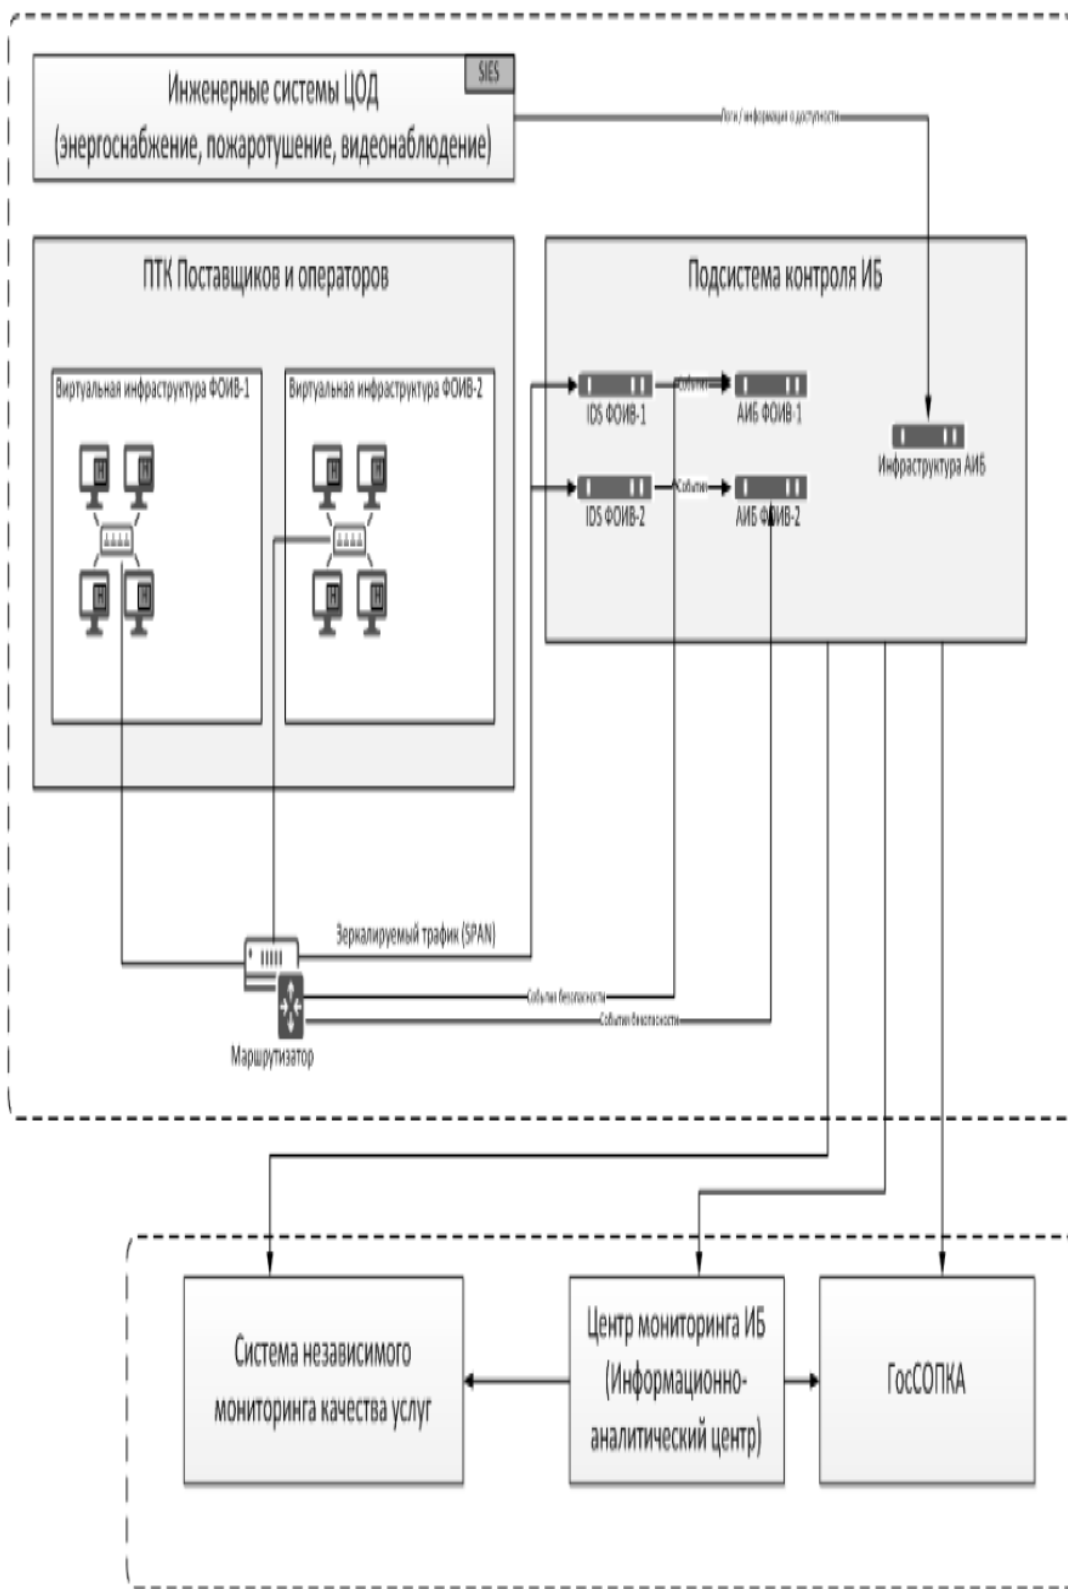 SIES
Инженерные системы ЦОД
(энергоснабжение, пожаротушение, видеонаблюдение)
Логи / информация о доступности
ПТК Поставщиков и операторов
Подсистема контроля ИБ
Виртуальная инфраструктура ФОИВ-1
Виртуальная инфраструктура ФОИВ-2
События
IDS ФОИВ-1
АИБ ФОИВ-1
Инфраструктура АИБ
События
IDS ФОИВ-2
АИБ ФОИВ-2
H H
H H
H H
H H
Зеркалируемый трафик (SPAN)
События безопасности
События безопасности
Маршрутизатор
Система независимого
мониторинга качества услуг
Центр мониторинга ИБ
(Информационно-
аналитический центр)
ГосСОПКА